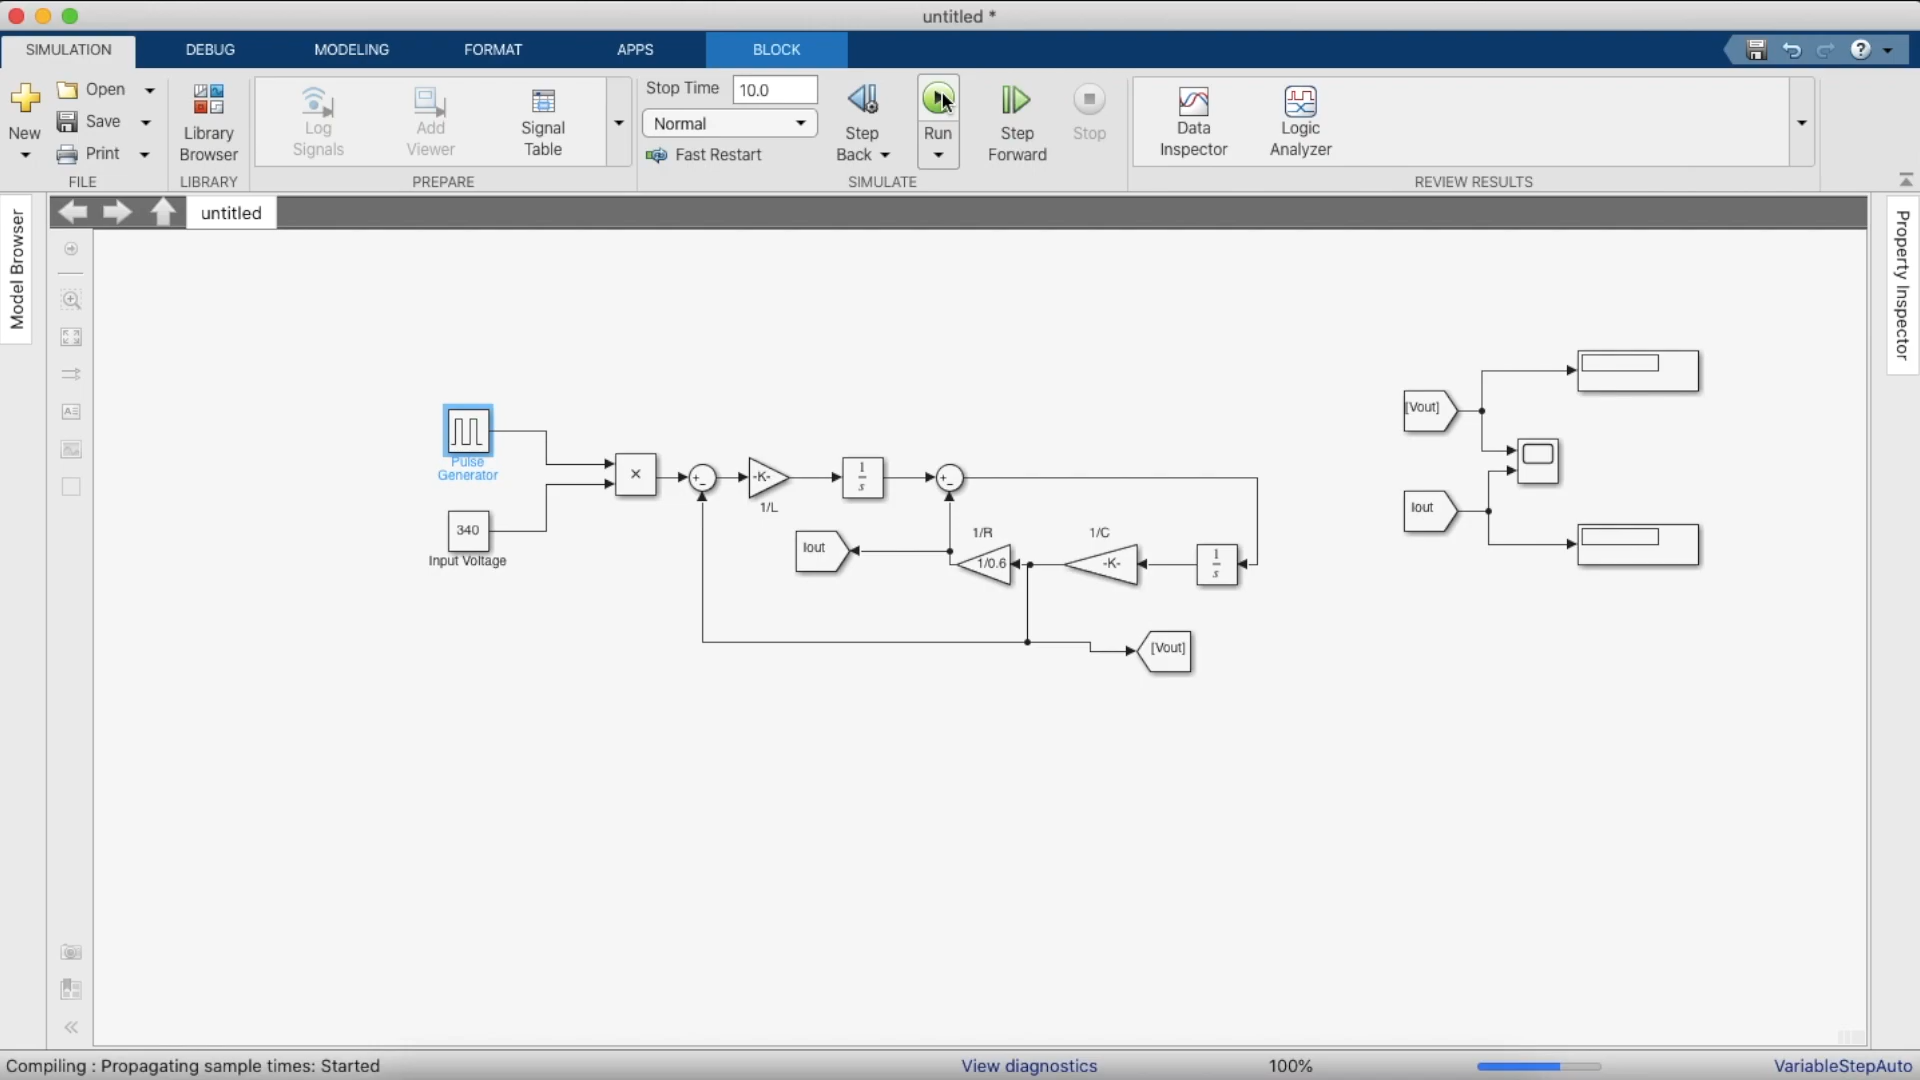 untitled *
SIMULATION
DEBUG
MODELING
FORMAT
APPS
BLOCK
?
New
Open
Save
Print
FILE
Library
Browser
LIBRARY
Log
Signals
Add
Viewer
Signal
Table
PREPARE
Stop Time
10.0
Normal
Fast Restart
Step
Back
Run
Step
Forward
Stop
SIMULATE
Data
Inspector
Logic
Analyzer
REVIEW RESULTS
Model Browser
untitled
Property Inspector
Pulse
Generator
340
Input Voltage
×
+
-
-K-
1/L
1
s
+
-
Iout
1/R
1/0.6
1/C
-K-
1
s
[Vout]
[Vout]
Iout
Compiling : Propagating sample times: Started
View diagnostics
100%
VariableStepAuto